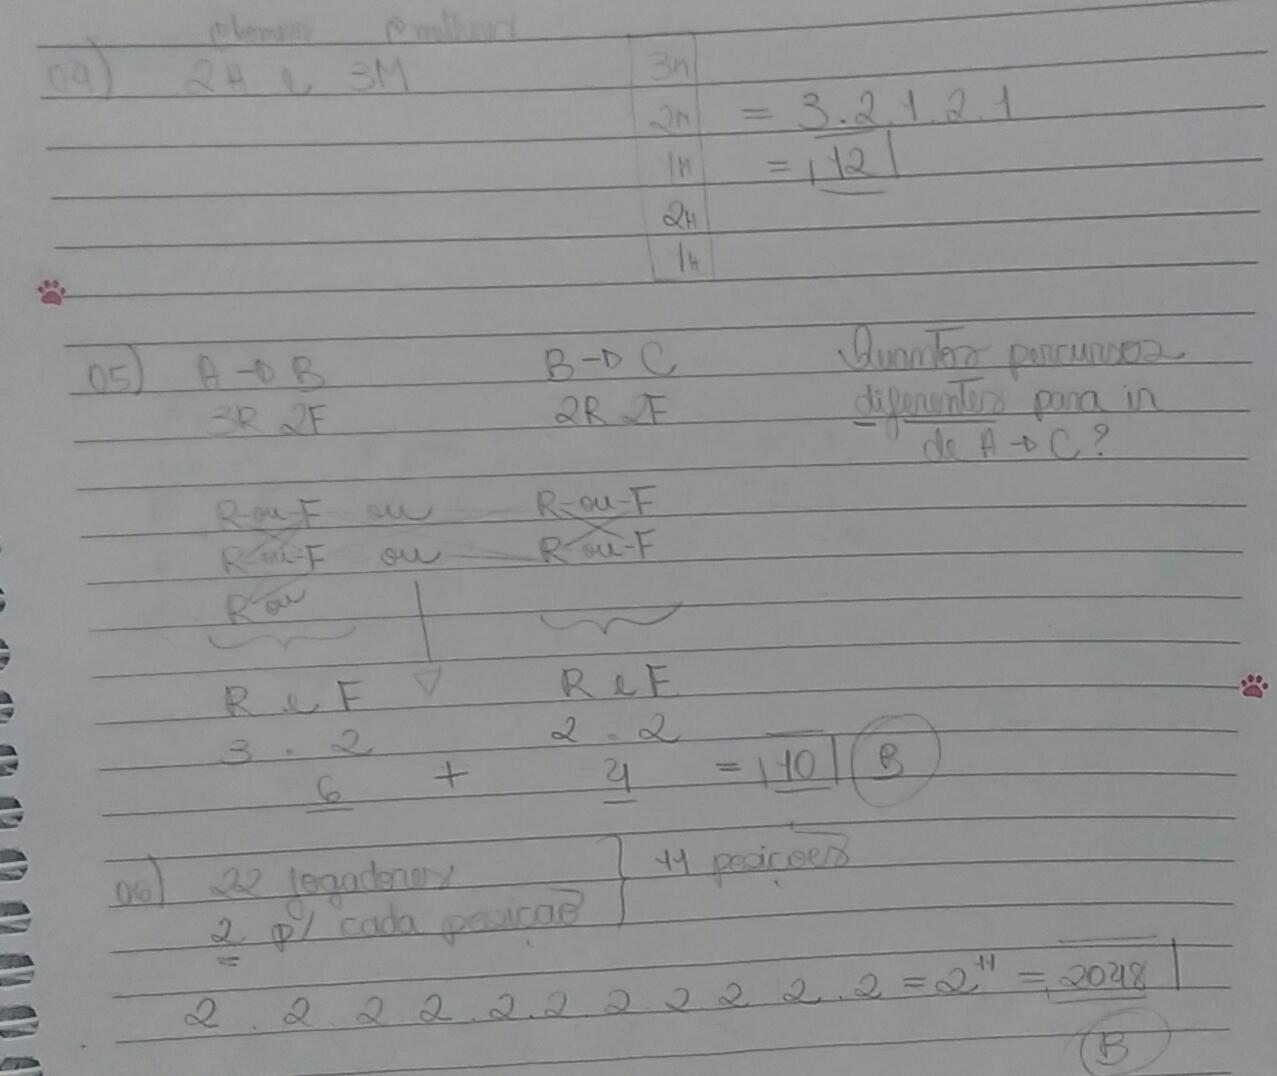 homens mulheres
04) 2H e 3M
3M
2M = 3.2.1.2.1
1M = 12
2H
1H
05) A→B B→C Quantos percursos
3R 2F 2R 2F diferentes para ir
de A→C?
R-ou-F ou R-ou-F
R-ou-F ou R-ou-F
R ou
R e F R e F
3 . 2 2 . 2
6 + 4 = 10 B
06) 22 jogadores 11 posições
2 p/ cada posição
2 . 2 2 2 . 2 . 2 2 2 2 2 . 2 = 2¹¹ = 2048
B